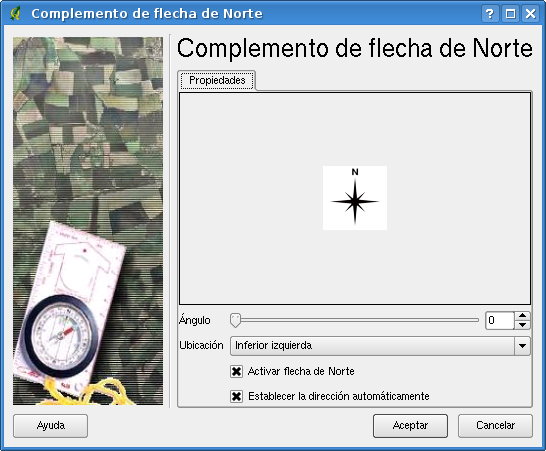 Complemento de flecha de Norte
Complemento de flecha de Norte
Propiedades
N
Ángulo
0
Ubicación
Inferior izquierda
Activar flecha de Norte
Establecer la dirección automáticamente
Ayuda
Aceptar
Cancelar